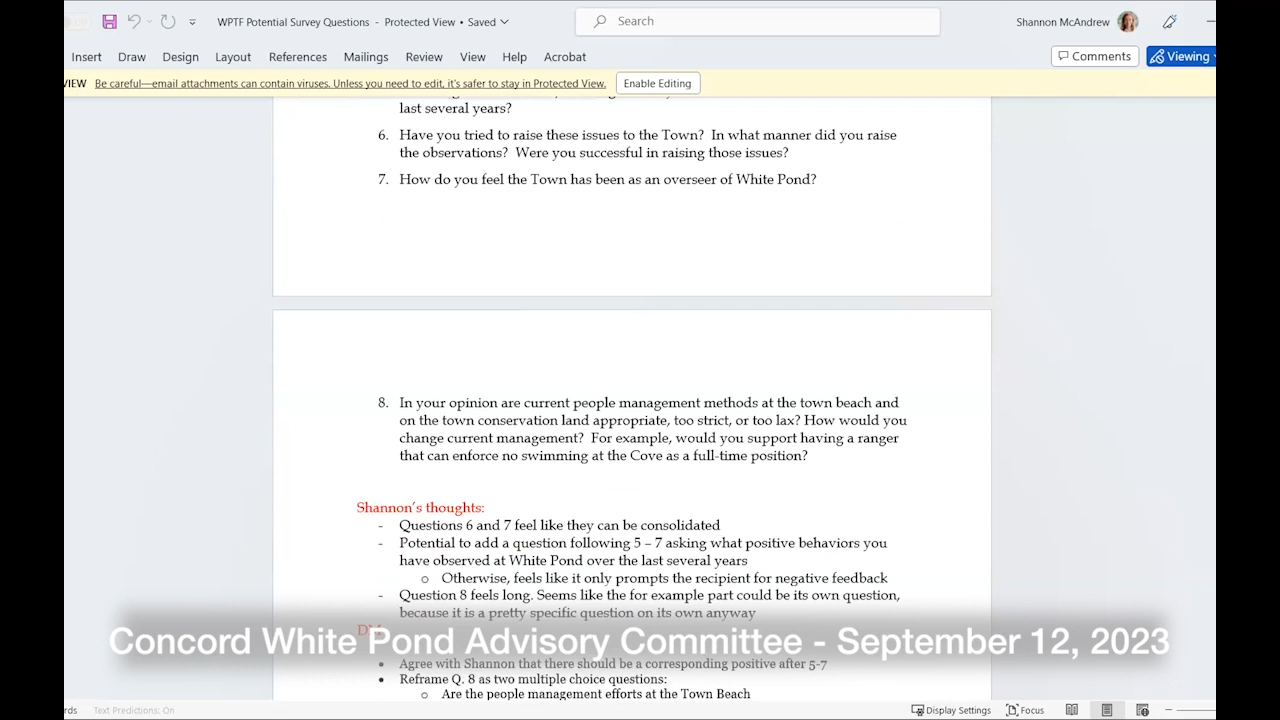 WPTF Potential Survey Questions - Protected View • Saved
Search
Shannon McAndrew
Insert Draw Design Layout References Mailings Review View Help Acrobat
Comments
Viewing
VIEW Be careful—email attachments can contain viruses. Unless you need to edit, it's safer to stay in Protected View. Enable Editing
last several years?
6. Have you tried to raise these issues to the Town? In what manner did you raise
the observations? Were you successful in raising those issues?
7. How do you feel the Town has been as an overseer of White Pond?
8. In your opinion are current people management methods at the town beach and
on the town conservation land appropriate, too strict, or too lax? How would you
change current management? For example, would you support having a ranger
that can enforce no swimming at the Cove as a full-time position?
Shannon's thoughts:
- Questions 6 and 7 feel like they can be consolidated
- Potential to add a question following 5 – 7 asking what positive behaviors you
have observed at White Pond over the last several years
o Otherwise, feels like it only prompts the recipient for negative feedback
- Question 8 feels long. Seems like the for example part could be its own question,
because it is a pretty specific question on its own anyway
Concord White Pond Advisory Committee - September 12, 2023
• Agree with Shannon that there should be a corresponding positive after 5-7
• Reframe Q. 8 as two multiple choice questions:
o Are the people management efforts at the Town Beach
rds Text Predictions: On
Display Settings Focus